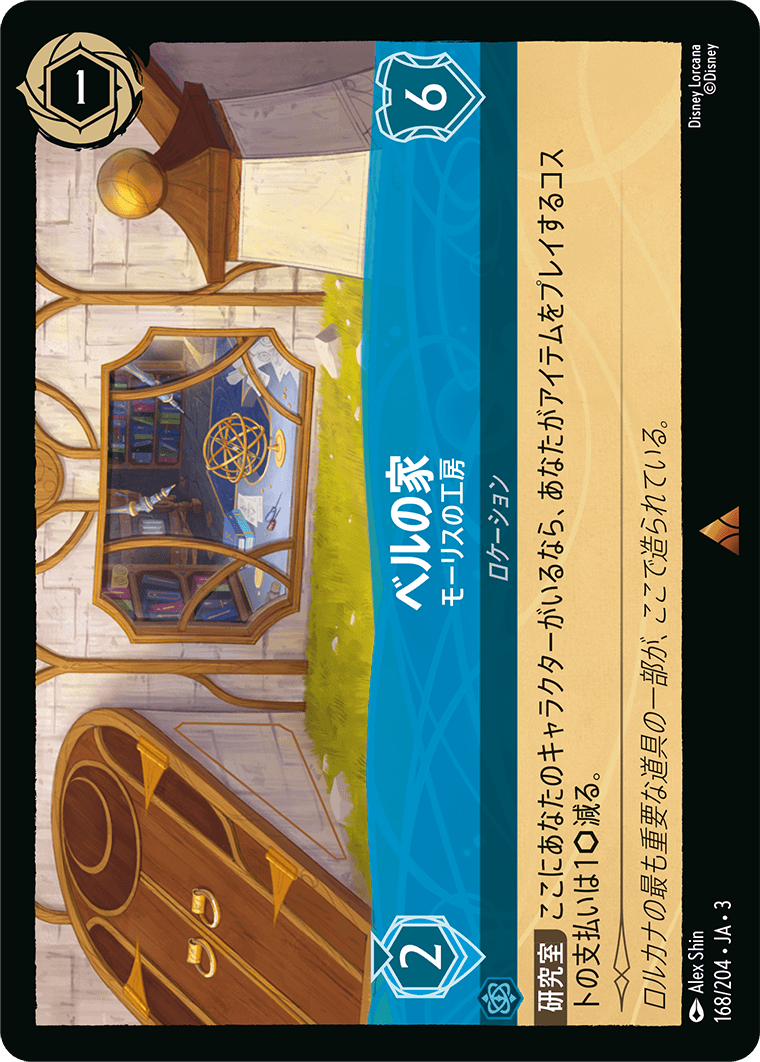 1
2
ベルの家
モーリスの工房
6
ロケーション
研究室 ここにあなたのキャラクターがいるなら、あなたがアイテムをプレイするコス
トの支払いは1⬡減る。
ロルカナの最も重要な道具の一部が、ここで造られている。
Alex Shin
168/204 • JA • 3
Disney Lorcana
©Disney